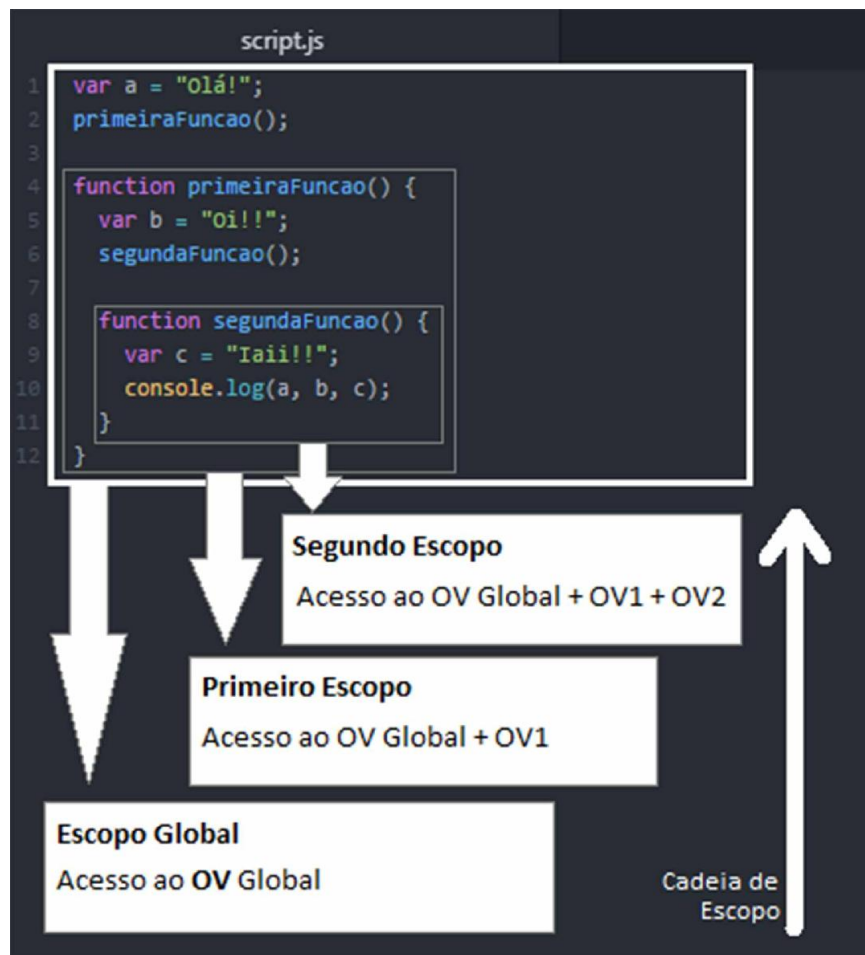 script.js
1 var a = "Olá!";
2 primeiraFuncao();
3
4 function primeiraFuncao() {
5 var b = "Oi!!";
6 segundaFuncao();
7
8 function segundaFuncao() {
9 var c = "Iaii!!";
10 console.log(a, b, c);
11 }
12 }
Segundo Escopo
Acesso ao OV Global + OV1 + OV2
Primeiro Escopo
Acesso ao OV Global + OV1
Escopo Global
Acesso ao OV Global
Cadeia de
Escopo